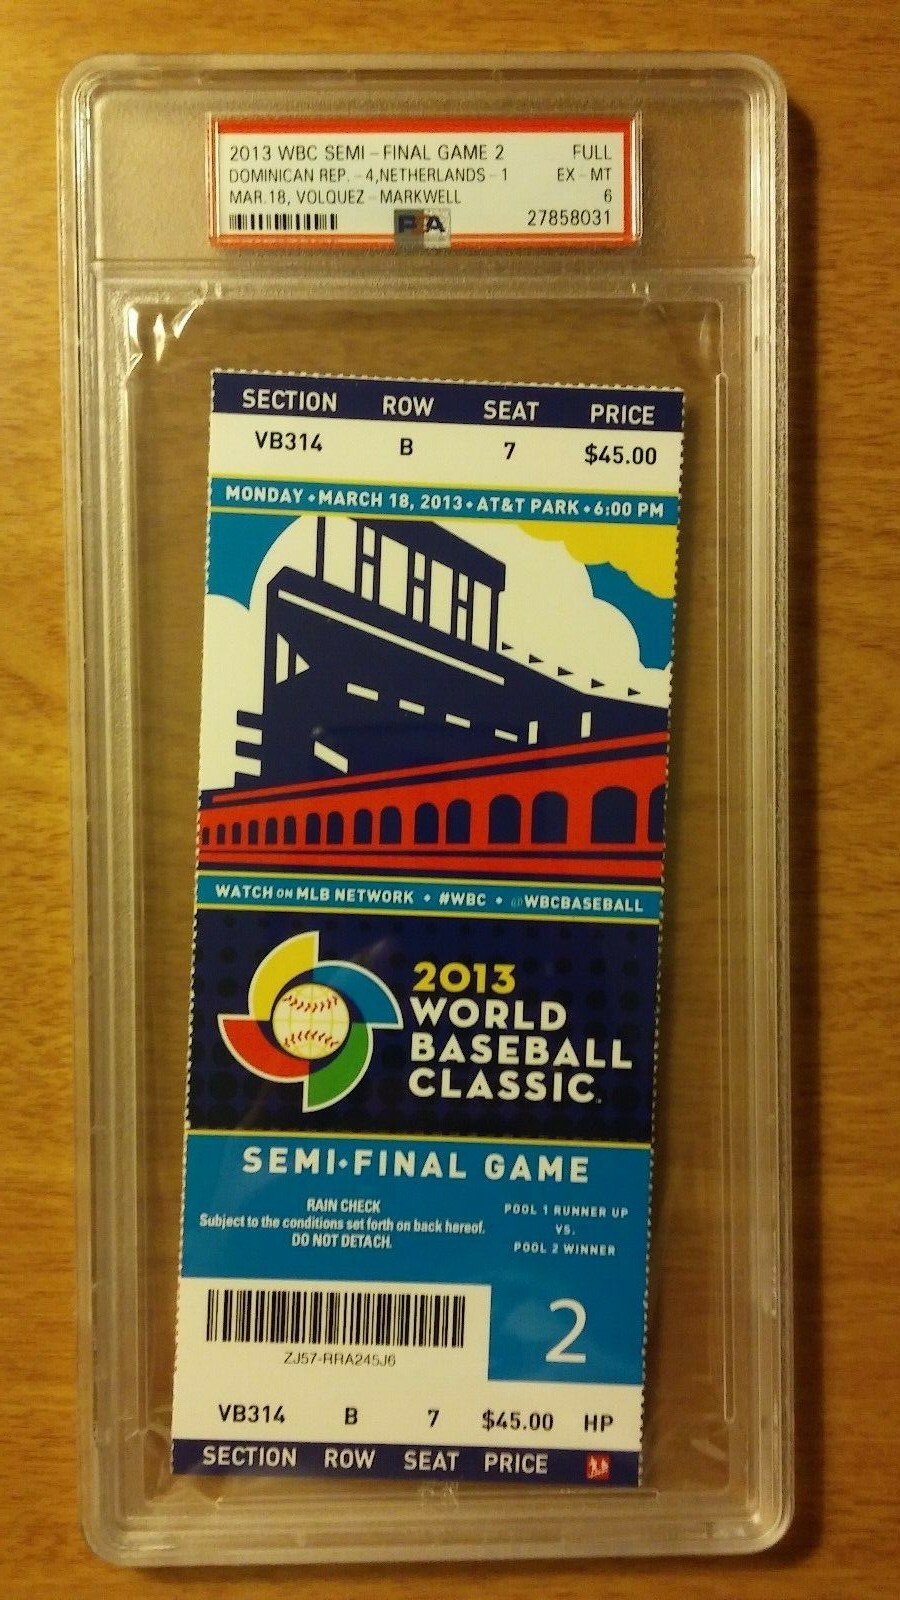 2013 WBC SEMI-FINAL GAME 2 FULL
DOMINICAN REP. -4,NETHERLANDS-1 EX-MT
MAR.18, VOLQUEZ-MARKWELL 6
PSA 27858031
SECTION ROW SEAT PRICE
VB314 B 7 $45.00
MONDAY • MARCH 18, 2013 • AT&T PARK • 6:00 PM
WATCH ON MLB NETWORK • #WBC • @WBCBASEBALL
2013
WORLD
BASEBALL
CLASSIC™
SEMI•FINAL GAME
RAIN CHECK
Subject to the conditions set forth on back hereof.
DO NOT DETACH.
POOL 1 RUNNER UP
VS.
POOL 2 WINNER
2
ZJ57-RRA245J6
VB314 B 7 $45.00 HP
SECTION ROW SEAT PRICE